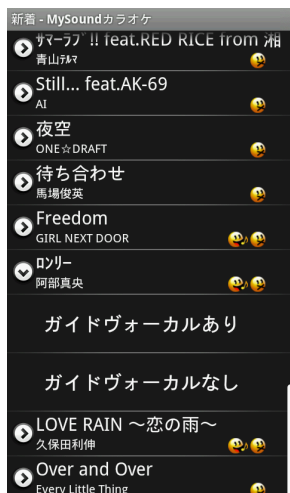 新着 - MySoundカラオケ
ｻﾏｰﾗﾌﾞ!! feat.RED RICE from 湘
青山ﾃﾙﾏ
Still... feat.AK-69
AI
夜空
ONE☆DRAFT
待ち合わせ
馬場俊英
Freedom
GIRL NEXT DOOR
ﾛﾝﾘｰ
阿部真央
ガイドヴォーカルあり
ガイドヴォーカルなし
LOVE RAIN 〜恋の雨〜
久保田利伸
Over and Over
Every Little Thing